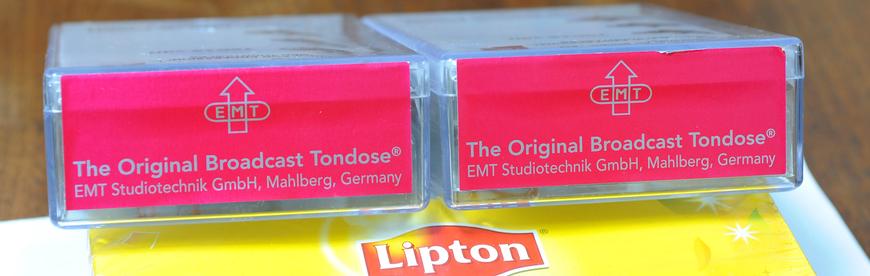 EMT
The Original Broadcast Tondose®
EMT Studiotechnik GmbH, Mahlberg, Germany
EMT
The Original Broadcast Tondose®
EMT Studiotechnik GmbH, Mahlberg, Germany
Lipton®